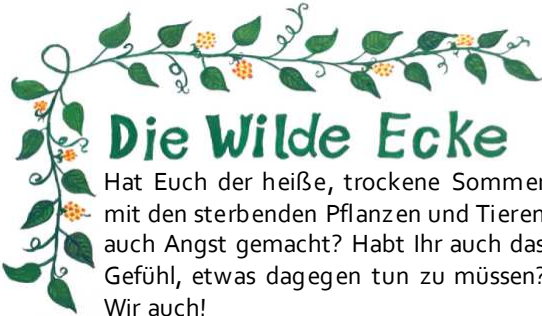 Die Wilde Ecke
Hat Euch der heiße, trockene Sommer
mit den sterbenden Pflanzen und Tieren
auch Angst gemacht? Habt Ihr auch das
Gefühl, etwas dagegen tun zu müssen?
Wir auch!